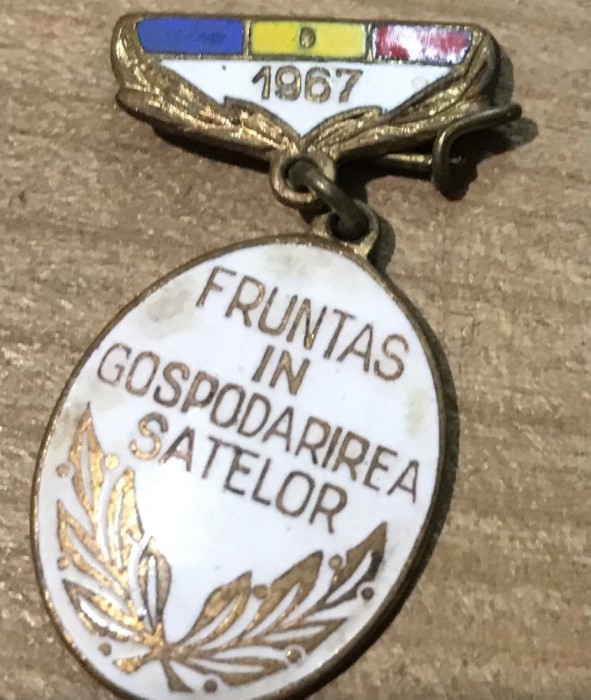 1967
FRUNTAS
IN
GOSPODARIREA
SATELOR